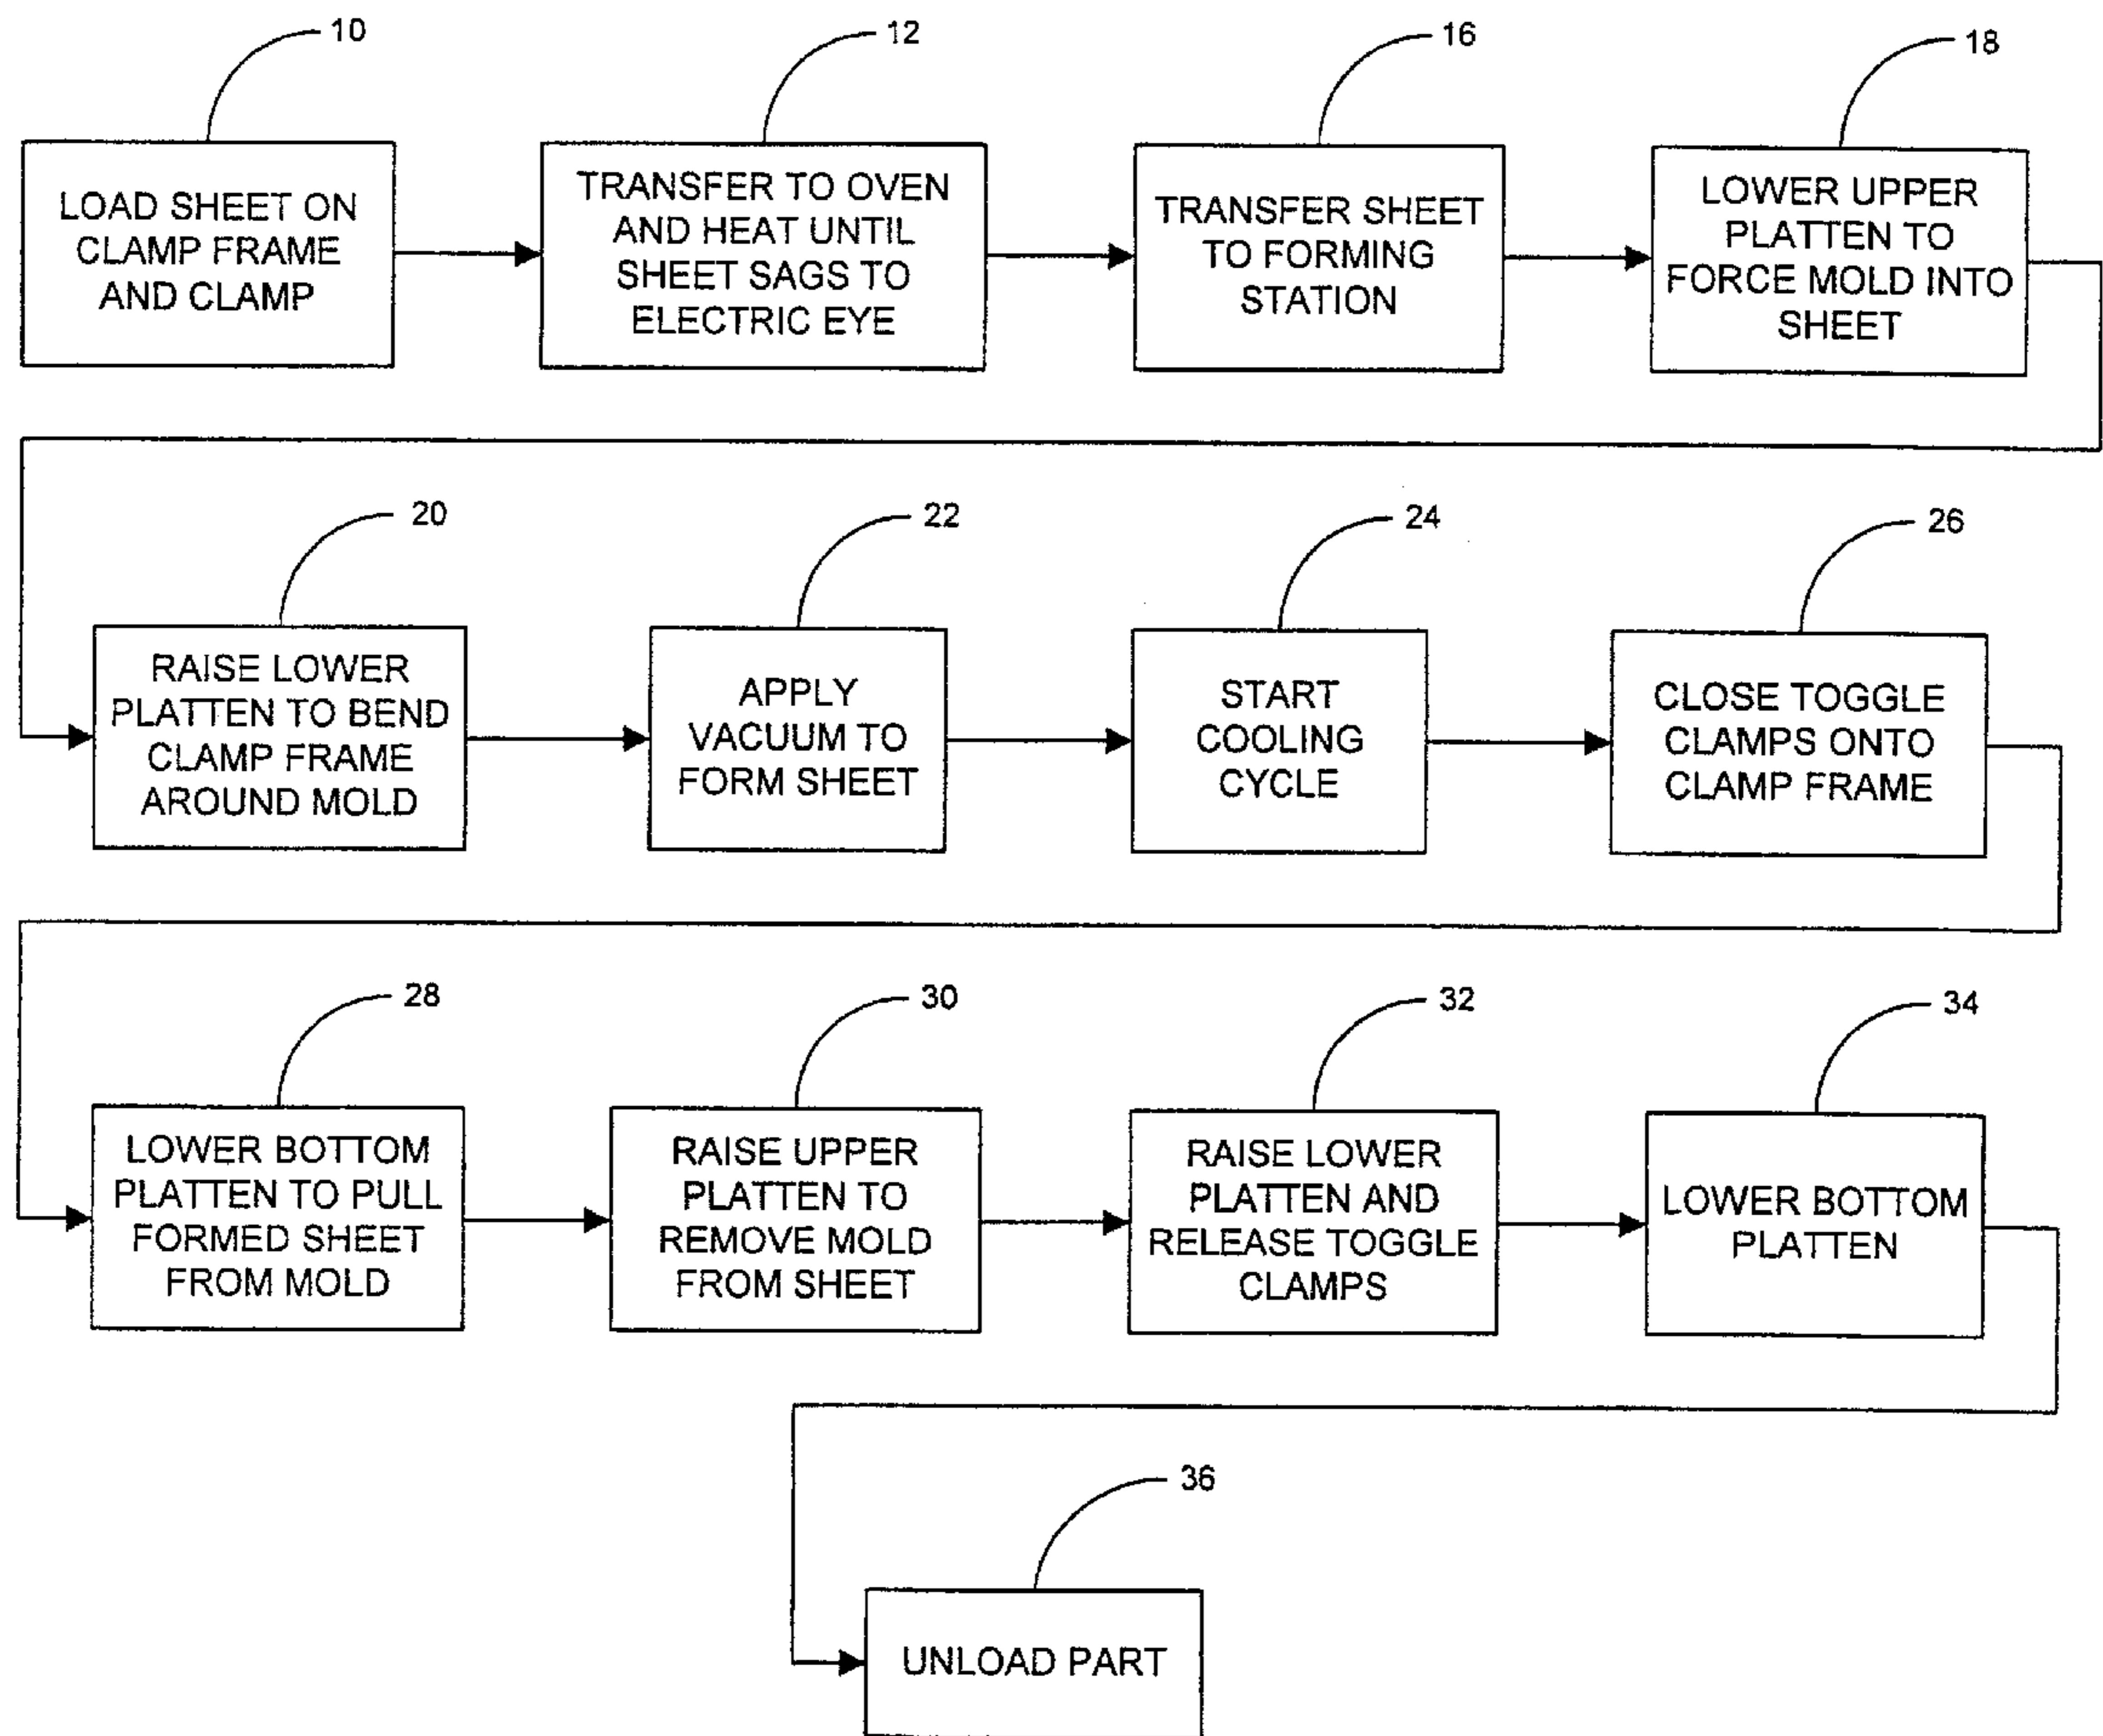 10
12
16
18
LOAD SHEET ON
CLAMP FRAME
AND CLAMP
TRANSFER TO OVEN
AND HEAT UNTIL
SHEET SAGS TO
ELECTRIC EYE
TRANSFER SHEET
TO FORMING
STATION
LOWER UPPER
PLATTEN TO
FORCE MOLD INTO
SHEET
20
22
24
26
RAISE LOWER
PLATTEN TO BEND
CLAMP FRAME
AROUND MOLD
APPLY
VACUUM TO
FORM SHEET
START
COOLING
CYCLE
CLOSE TOGGLE
CLAMPS ONTO
CLAMP FRAME
28
30
32
34
LOWER BOTTOM
PLATTEN TO PULL
FORMED SHEET
FROM MOLD
RAISE UPPER
PLATTEN TO
REMOVE MOLD
FROM SHEET
RAISE LOWER
PLATTEN AND
RELEASE TOGGLE
CLAMPS
LOWER BOTTOM
PLATTEN
36
UNLOAD PART